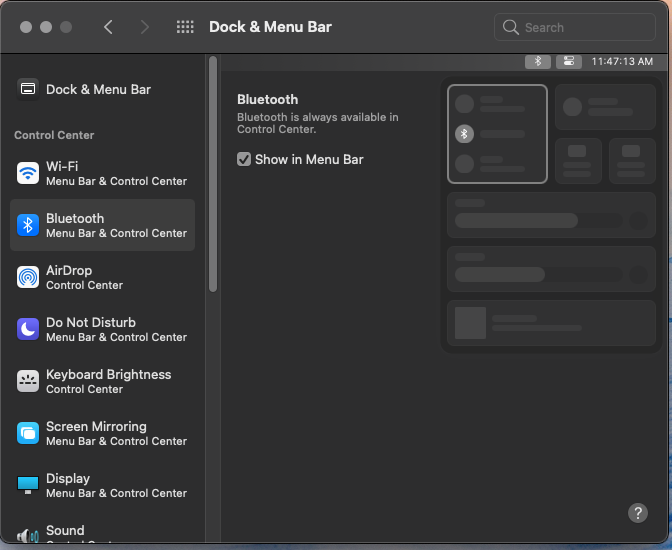 Dock & Menu Bar
Search
11:47:13 AM
Dock & Menu Bar
Control Center
Wi-Fi
Menu Bar & Control Center
Bluetooth
Menu Bar & Control Center
AirDrop
Control Center
Do Not Disturb
Menu Bar & Control Center
Keyboard Brightness
Control Center
Screen Mirroring
Menu Bar & Control Center
Display
Menu Bar & Control Center
Sound
Bluetooth
Bluetooth is always available in
Control Center.
Show in Menu Bar
?